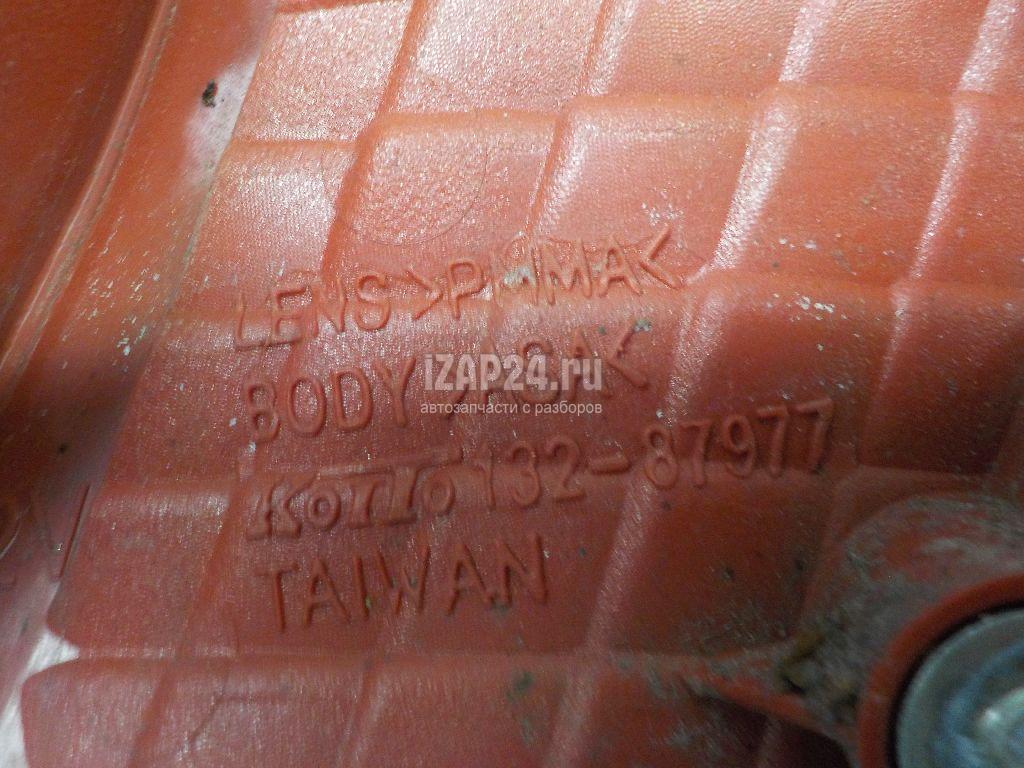 LENS>PMMA<
BODY>ASA<
iZAP24.ru
автозапчасти с разборов
KoiTo 132-87977
TAIWAN